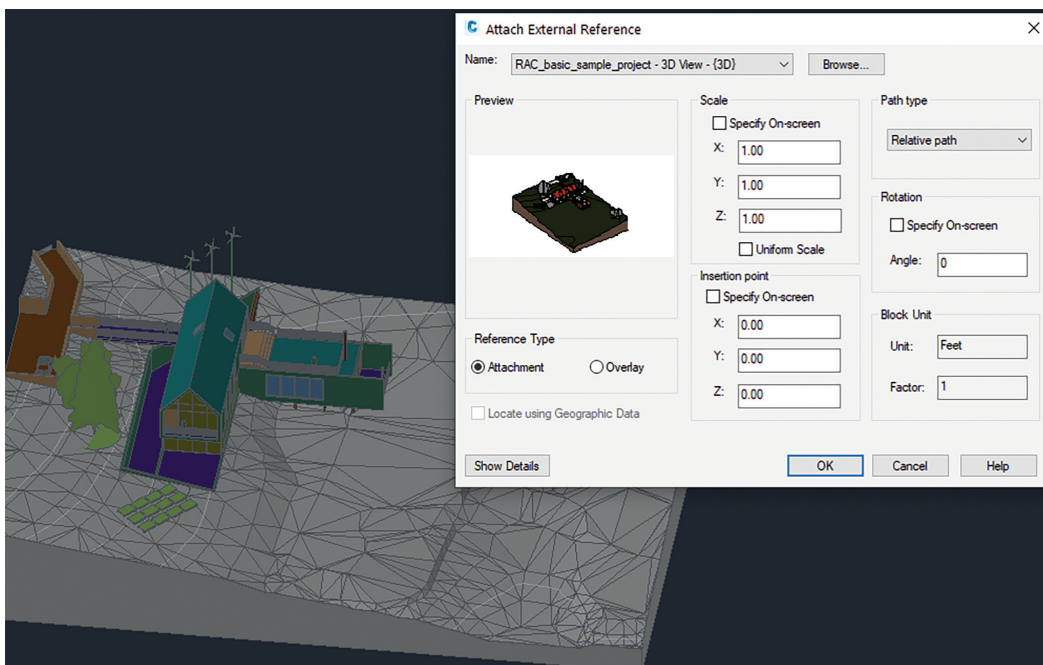 C Attach External Reference
Name: RAC_basic_sample_project - 3D View - {3D} Browse...
Preview
Scale
Specify On-screen
X: 1.00
Y: 1.00
Z: 1.00
Uniform Scale
Path type
Relative path
Rotation
Specify On-screen
Angle: 0
Insertion point
Specify On-screen
X: 0.00
Y: 0.00
Z: 0.00
Block Unit
Unit: Feet
Factor: 1
Reference Type
Attachment Overlay
Locate using Geographic Data
Show Details OK Cancel Help